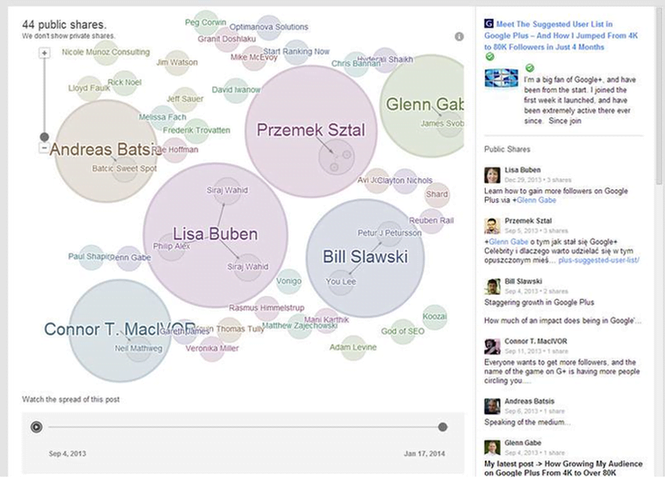 44 public shares.
We don't show private shares.
Peg Corwin
Optimanova Solutions
Granit Doshlaku
Nicole Munoz Consulting
Mike McEvoy
Start Ranking Now
Jim Watson
Chris Bannan
Shaikh
Rick Noel
Lloyd Faulk
David Iwanow
Jeff Sauer
Glenn Gab
Melissa Fach
James Svob
Przemek Sztal
Frederik Trovatten
Andreas Batsi
Hoffman
Batcic Sweet Spot
Clayton Nichols
Siraj Wahid
Shard
Reuben Rail
Lisa Buben
Petur J Petursson
Philip Alex
Paul Shapir
Glenn Gabe
Bill Slawski
Siraj Wahid
Vonigo
You Lee
Rasmus Himmelstrup
Koozai
Mani Karthik
Connor T. MacIVOR
Thomas Tully
Matthew Zajechowski
God of SEO
Neil Mathweg
Veronika Miller
Adam Levine
Watch the spread of this post
Sep 4, 2013
Jan 17, 2014
G Meet The Suggested User List in
Google Plus – And How I Jumped From 4K
to 80K Followers in Just 4 Months
I'm a big fan of Google+, and have
been from the start. I joined the
first week it launched, and have
been extremely active there ever
since. Since join
Public Shares
Lisa Buben
Dec 29, 2013 • 3 shares
Learn how to gain more followers on Google
Plus via +Glenn Gabe
Przemek Sztal
Sep 5, 2013 • 3 shares
+Glenn Gabe o tym jak stał się Google+
Celebrity i dlaczego warto udzielać się w tym
opuszczonym mieś... plus-suggested-user-list/
Bill Slawski
Sep 4, 2013 • 2 shares
Staggering growth in Google Plus
How much of an impact does being in Google'...
Connor T. MacIVOR
Sep 11, 2013 • 1 share
Everyone wants to get more followers, and the
name of the game on G+ is having more people
circling you....
Andreas Batsis
Sep 6, 2013 • 1 share
Speaking of the medium...
Glenn Gabe
Sep 4, 2013 • 1 share
My latest post -> How Growing My Audience
on Google Plus From 4K to Over 80K